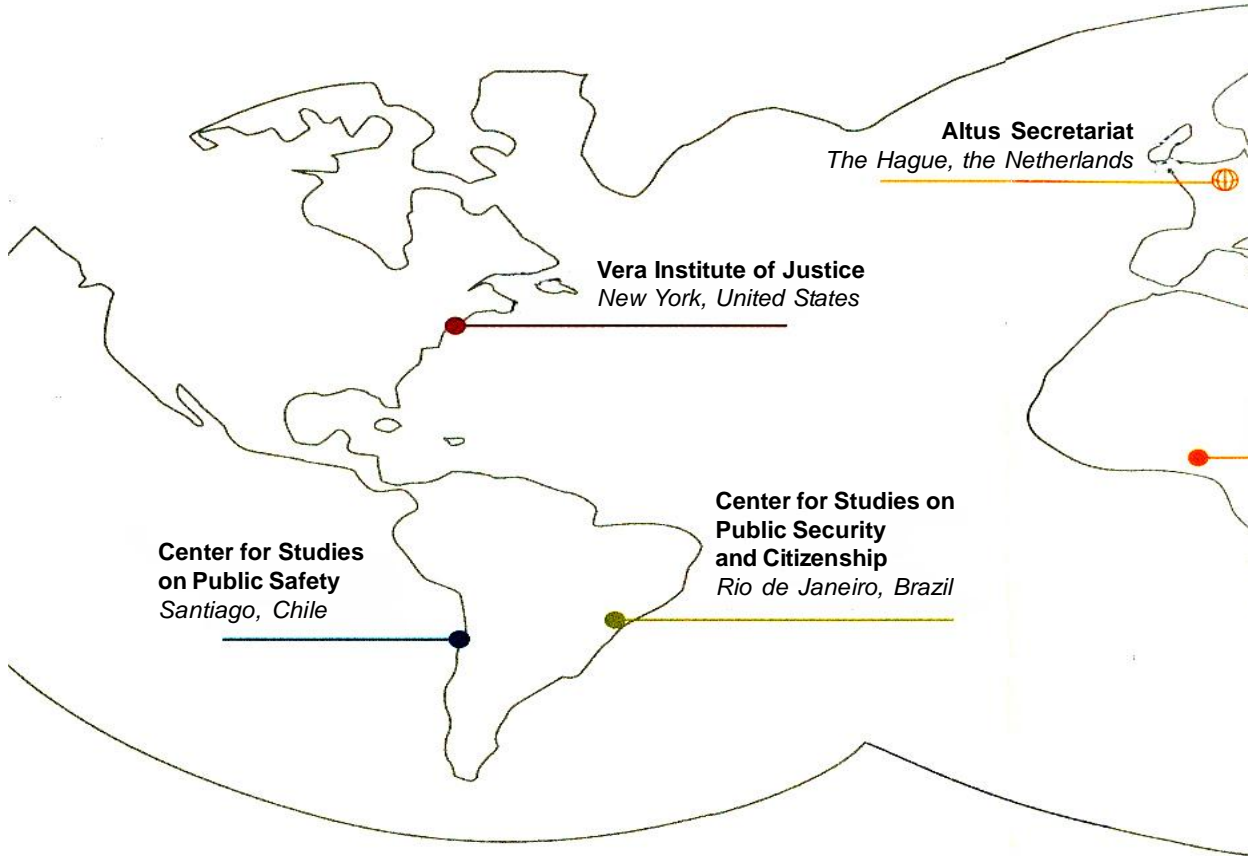 Altus Secretariat
The Hague, the Netherlands
Vera Institute of Justice
New York, United States
Center for Studies on
Public Security
and Citizenship
Rio de Janeiro, Brazil
Center for Studies
on Public Safety
Santiago, Chile